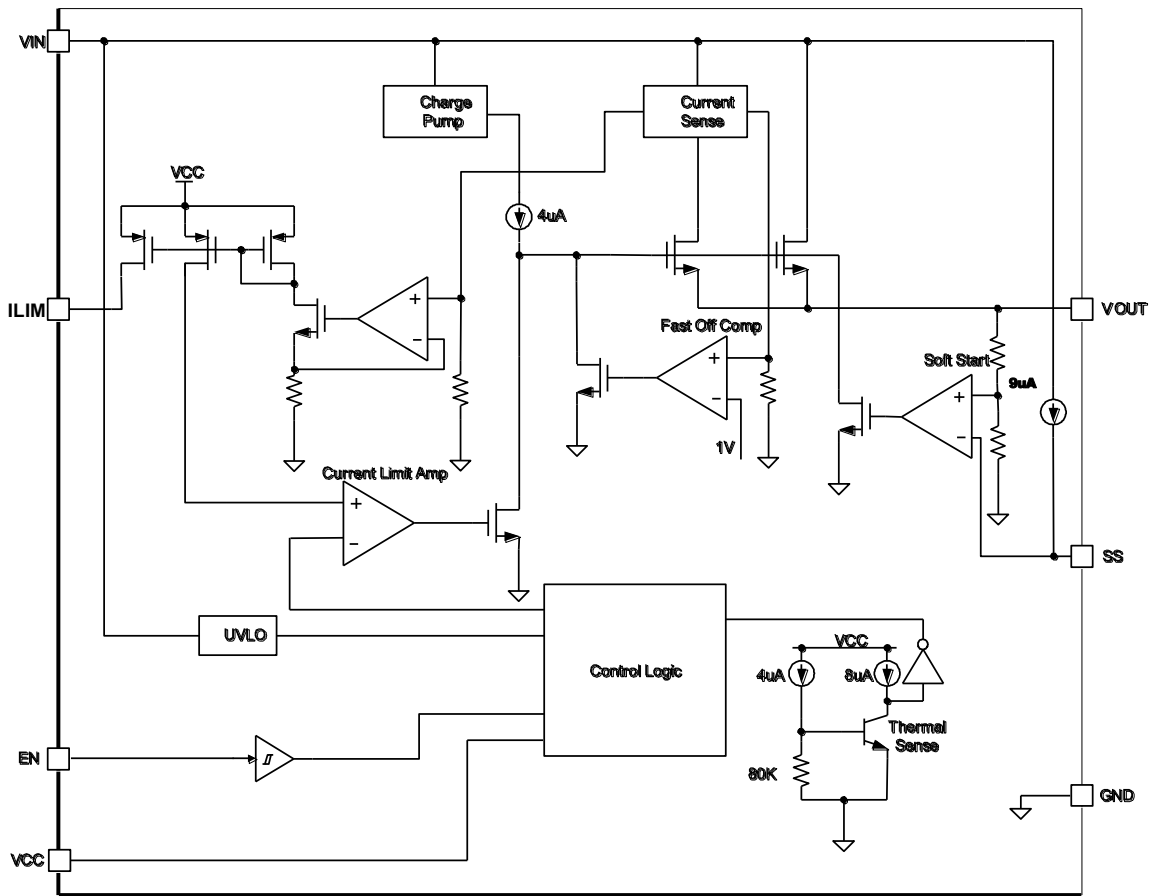 VIN
Charge
Pump
Current
Sense
VCC
4uA
+
-
ILIM
VOUT
Fast Off Comp
+
-
1V
Soft Start
9uA
+
-
Current Limit Amp
+
-
SS
UVLO
Control Logic
VCC
4uA
8uA
Thermal
Sense
EN
80K
GND
VCC